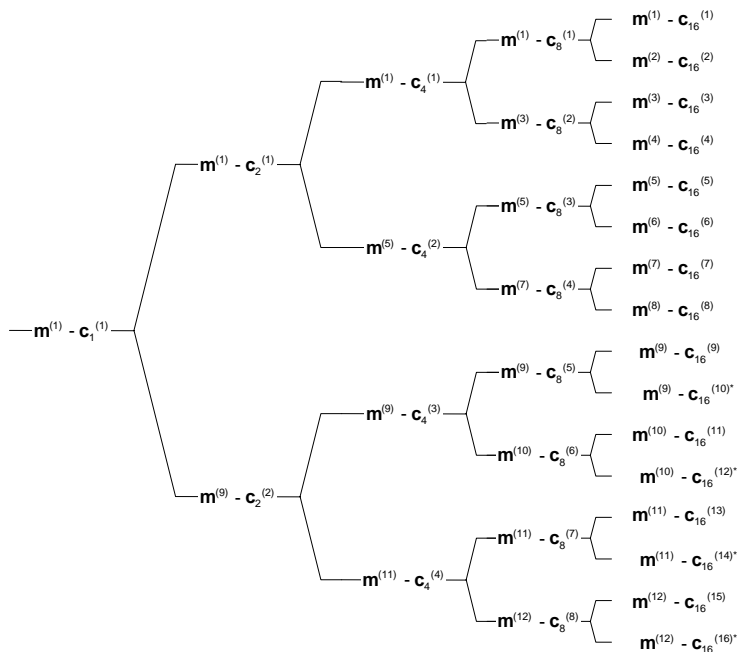 m(1) - c16(1)
m(1) - c8(1)
m(2) - c16(2)
m(1) - c4(1)
m(3) - c16(3)
m(3) - c8(2)
m(4) - c16(4)
m(1) - c2(1)
m(5) - c16(5)
m(5) - c8(3)
m(6) - c16(6)
m(5) - c4(2)
m(7) - c16(7)
m(7) - c8(4)
m(8) - c16(8)
m(1) - c1(1)
m(9) - c16(9)
m(9) - c8(5)
m(9) - c16(10)*
m(9) - c4(3)
m(10) - c16(11)
m(10) - c8(6)
m(10) - c16(12)*
m(9) - c2(2)
m(11) - c16(13)
m(11) - c8(7)
m(11) - c16(14)*
m(11) - c4(4)
m(12) - c16(15)
m(12) - c8(8)
m(12) - c16(16)*